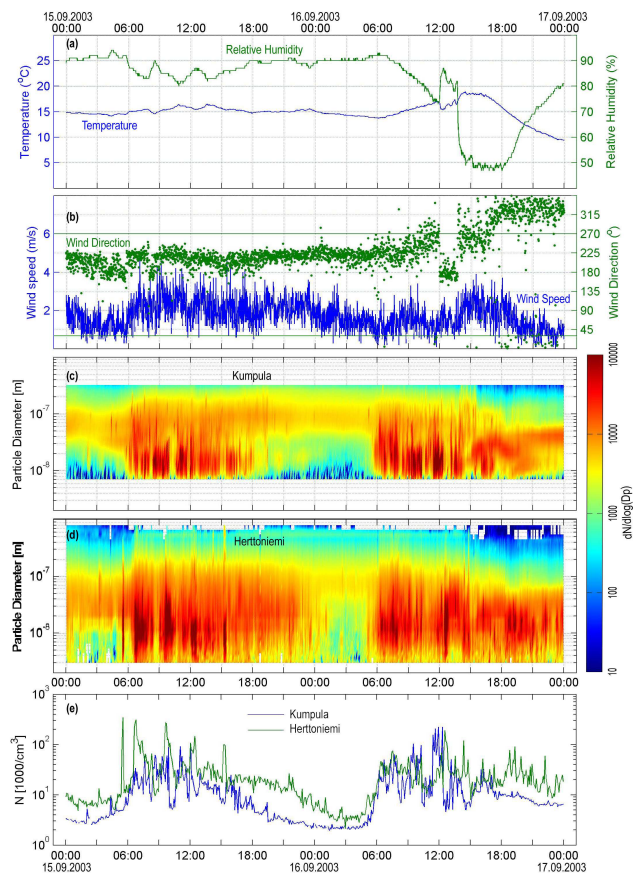 15.09.2003 16.09.2003 17.09.2003
00:00 06:00 12:00 18:00 00:00 06:00 12:00 18:00 00:00
(a)
Relative Humidity
Temperature
Temperature (°C)
25
20
15
10
5
Relative Humidity (%)
90
80
70
60
50
(b)
Wind Direction
Wind Speed
Wind speed (m/s)
6
4
2
Wind Direction (°)
315
270
225
180
135
90
45
(c)
Kumpula
Particle Diameter [m]
10-7
10-8
(d)
Herttoniemi
Particle Diameter [m]
10-7
10-8
00:00 06:00 12:00 18:00 00:00 06:00 12:00 18:00 00:00
100000
10000
1000
100
10
dN/dlog(Dp)
(e)
Kumpula
Herttoniemi
N [1000/cm3]
103
102
101
100
00:00 06:00 12:00 18:00 00:00 06:00 12:00 18:00 00:00
15.09.2003 16.09.2003 17.09.2003